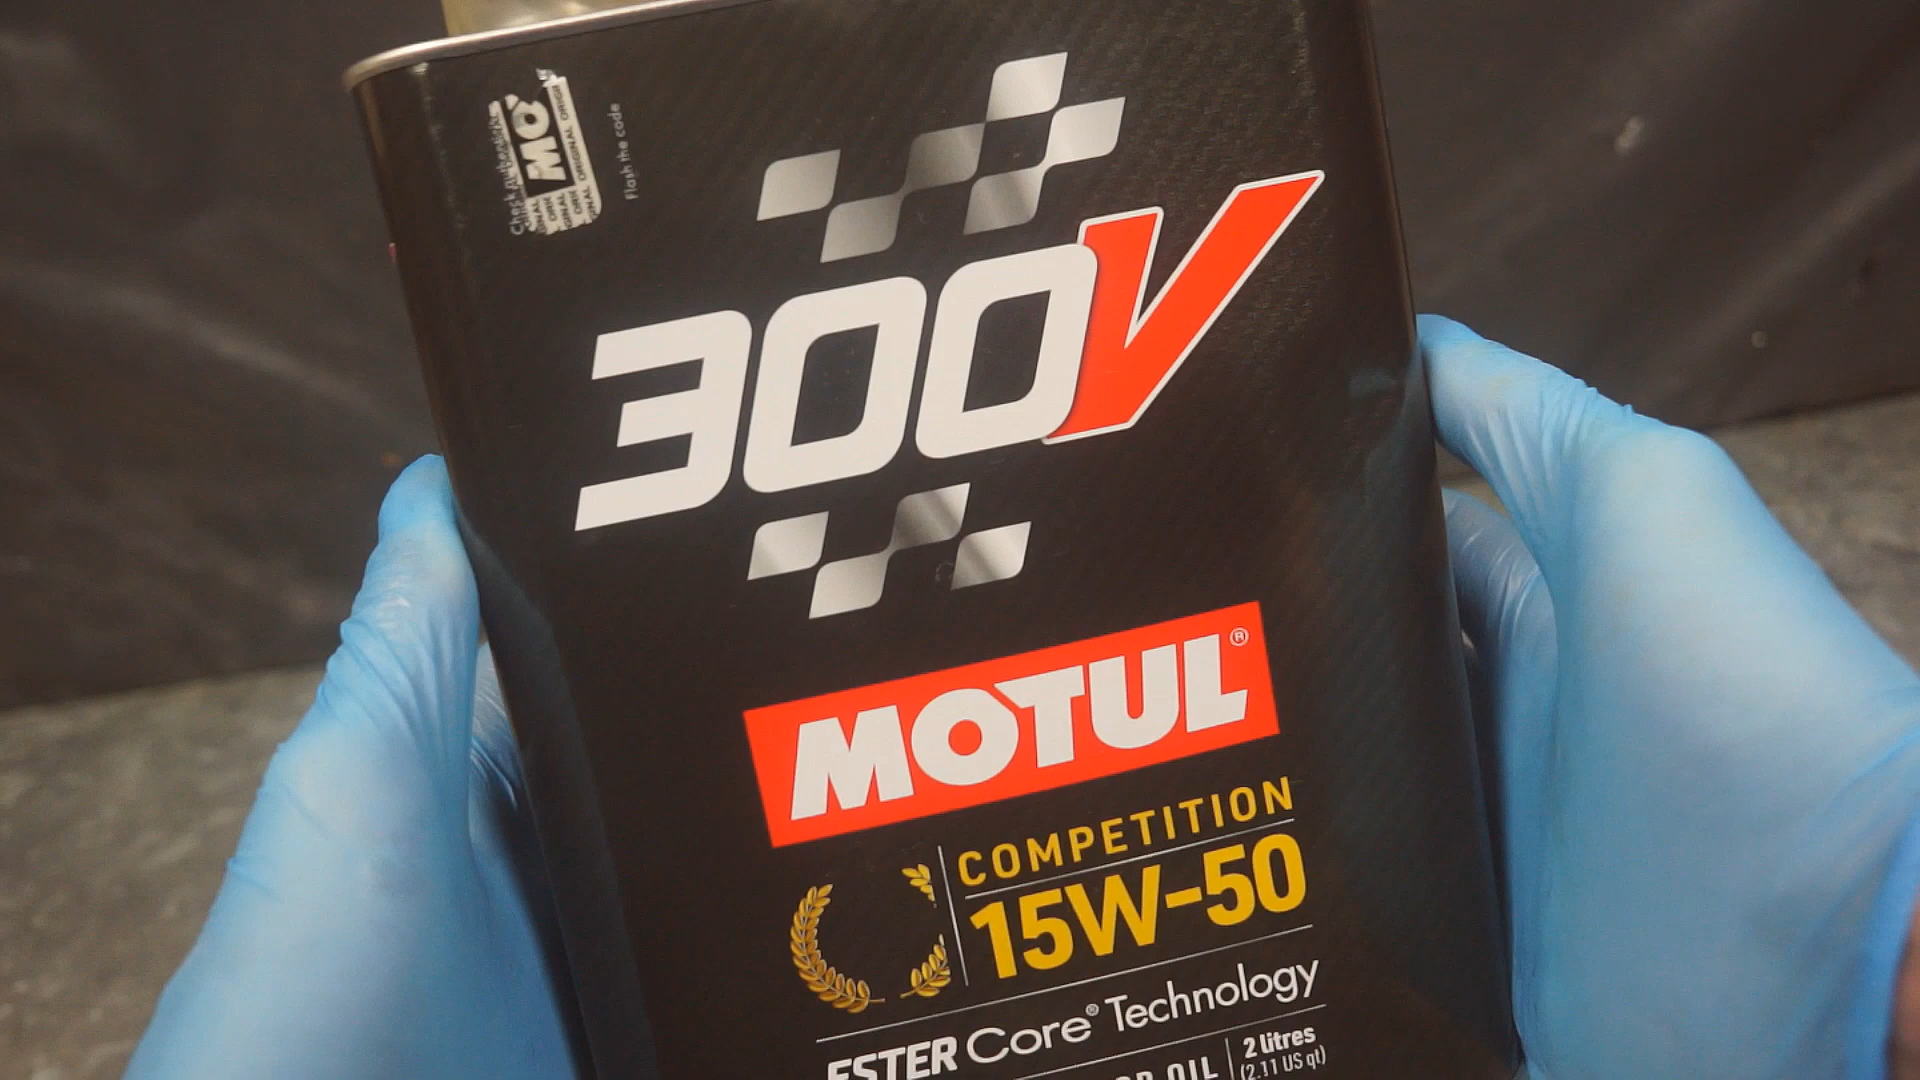 Check Authenticity
MO
ORIGINAL
Flash the code
300V
MOTUL®
COMPETITION
15W-50
ESTER Core® Technology
OIL
2 litres
(2.11 US qt)